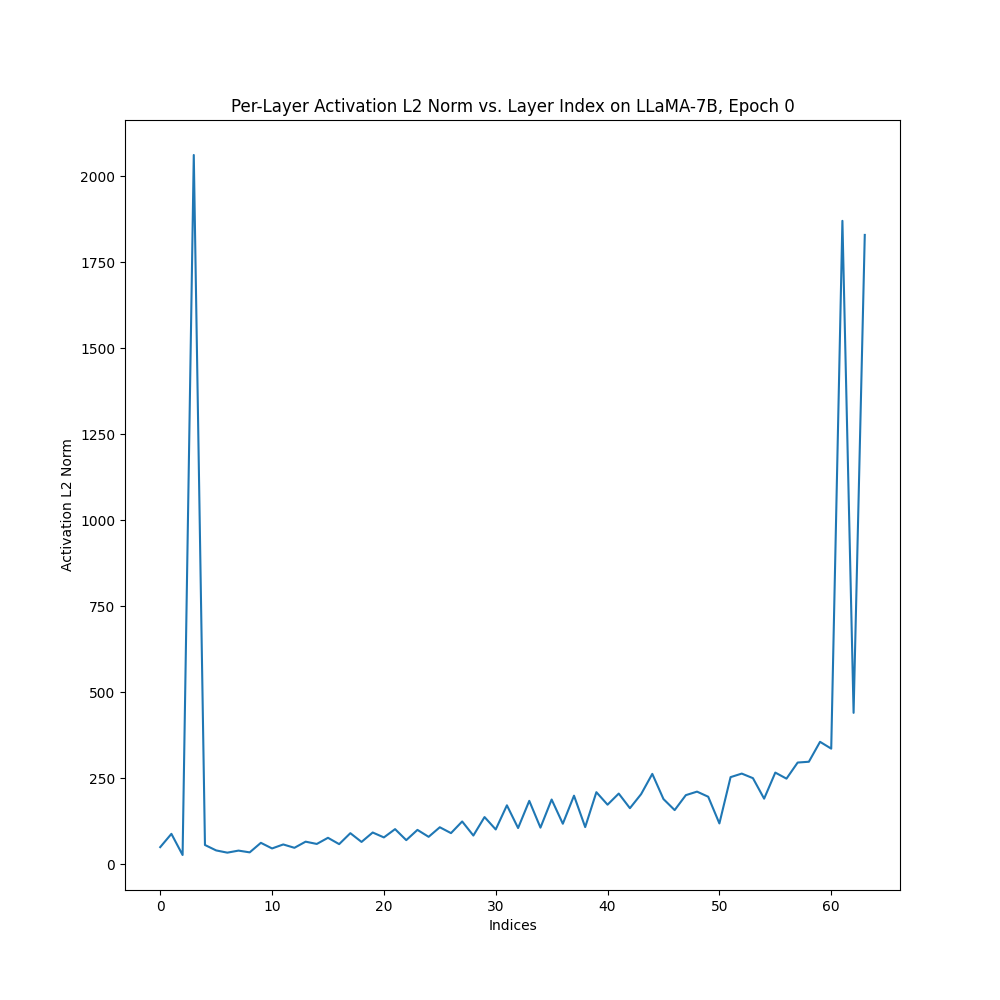 Per-Layer Activation L2 Norm vs. Layer Index on LLaMA-7B, Epoch 0
2000
1750
1500
1250
1000
750
500
250
0
Activation L2 Norm
0 10 20 30 40 50 60
Indices